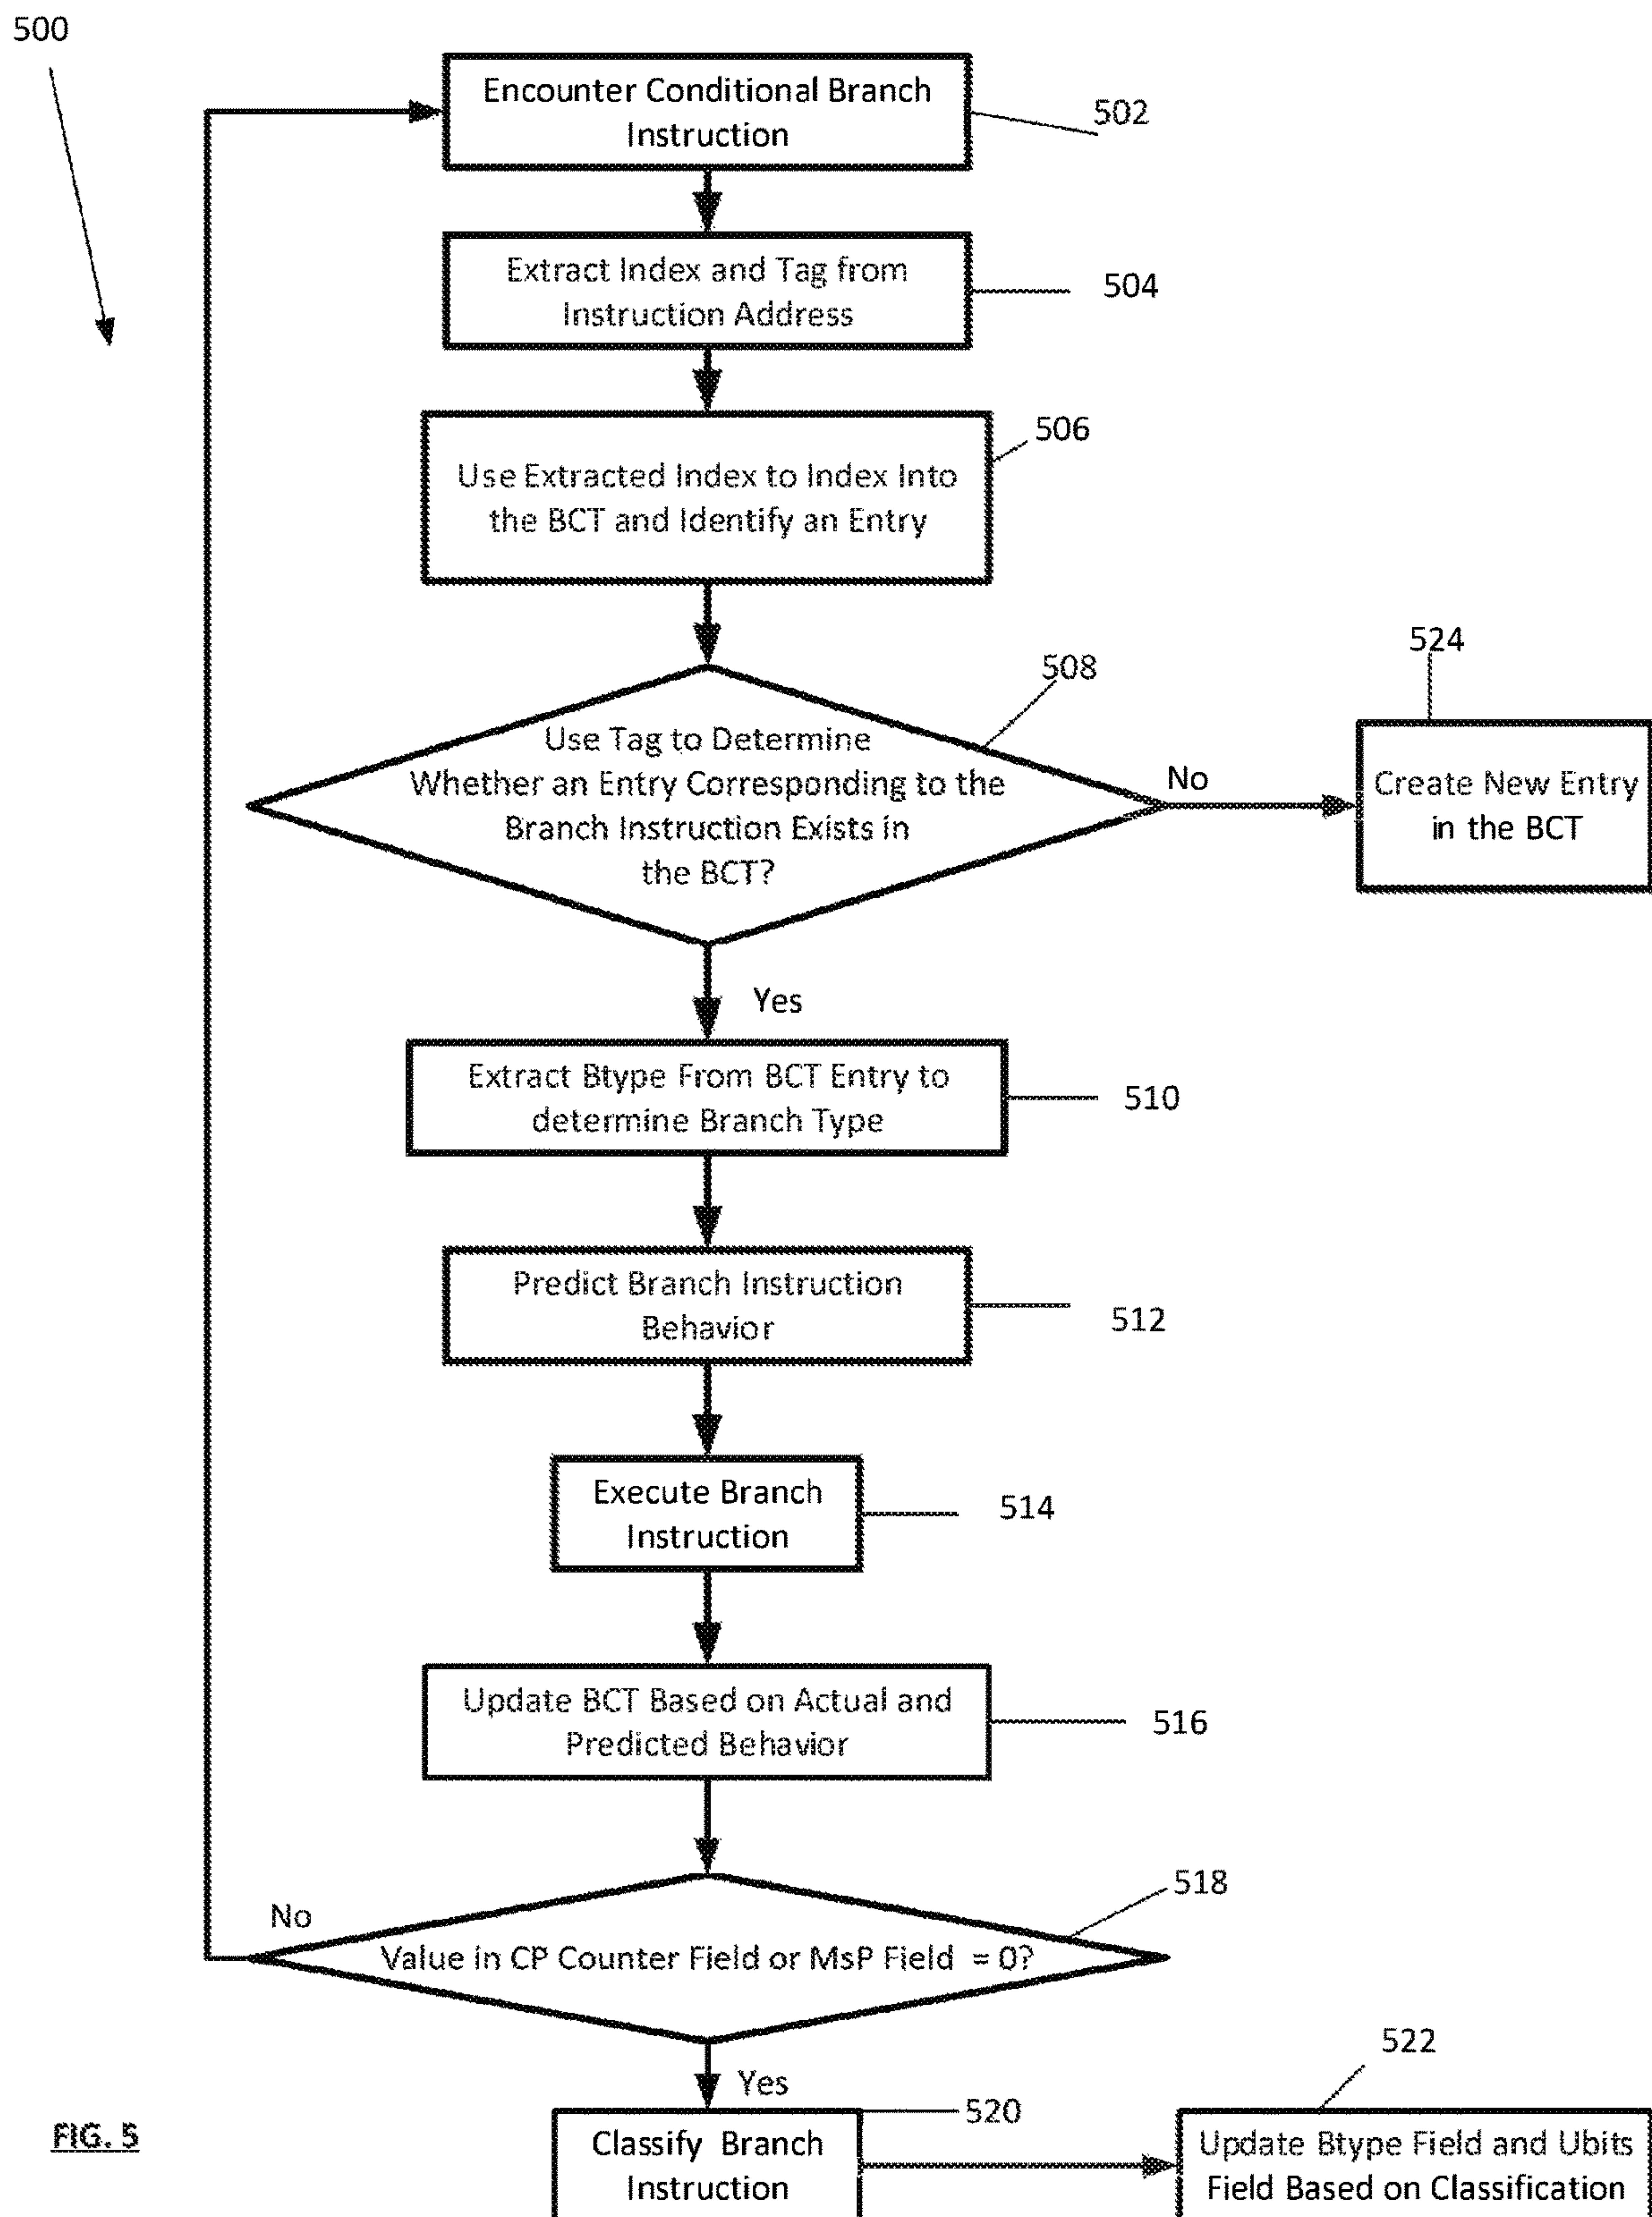 500
Encounter Conditional Branch
Instruction
502
Extract Index and Tag from
Instruction Address
504
506
Use Extracted Index to Index Into
the BCT and Identify an Entry
508
524
Use Tag to Determine
Whether an Entry Corresponding to the
Branch Instruction Exists in
the BCT?
No
Create New Entry
in the BCT
Yes
Extract Btype From BCT Entry to
determine Branch Type
510
Predict Branch Instruction
Behavior
512
Execute Branch
Instruction
514
Update BCT Based on Actual and
Predicted Behavior
516
518
No
Value in CP Counter Field or MsP Field = 0?
Yes
522
520
Classify Branch
Instruction
Update Btype Field and Ubits
Field Based on Classification
FIG. 5